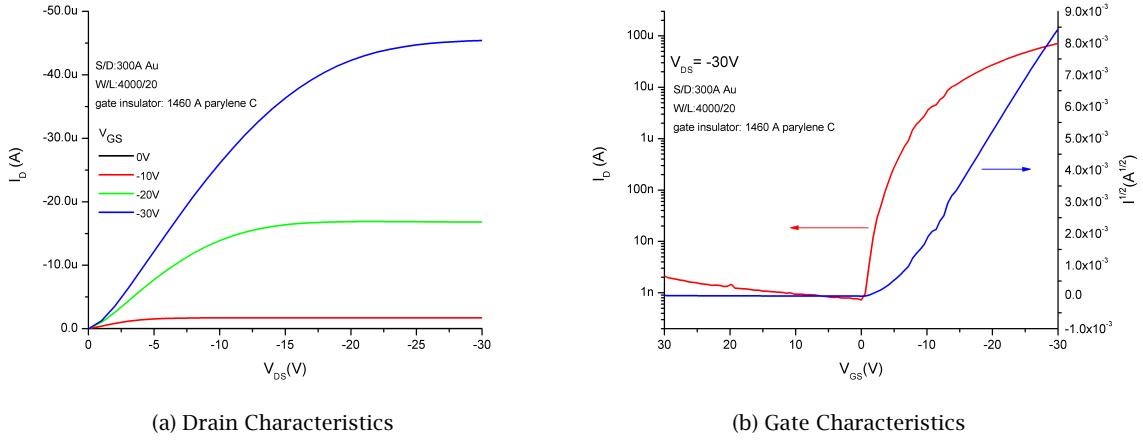 -50.0u
-40.0u
-30.0u
-20.0u
-10.0u
0.0
I_D (A)
S/D:300A Au
W/L:4000/20
gate insulator: 1460 A parylene C
V_GS
0V
-10V
-20V
-30V
0 -5 -10 -15 -20 -25 -30
V_DS(V)
(a) Drain Characteristics
100u
10u
1u
100n
10n
1n
I_D (A)
V_DS= -30V
S/D:300A Au
W/L:4000/20
gate insulator: 1460 A parylene C
9.0x10^-3
8.0x10^-3
7.0x10^-3
6.0x10^-3
5.0x10^-3
4.0x10^-3
3.0x10^-3
2.0x10^-3
1.0x10^-3
0.0
-1.0x10^-3
I^1/2(A^1/2)
30 20 10 0 -10 -20 -30
V_GS(V)
(b) Gate Characteristics